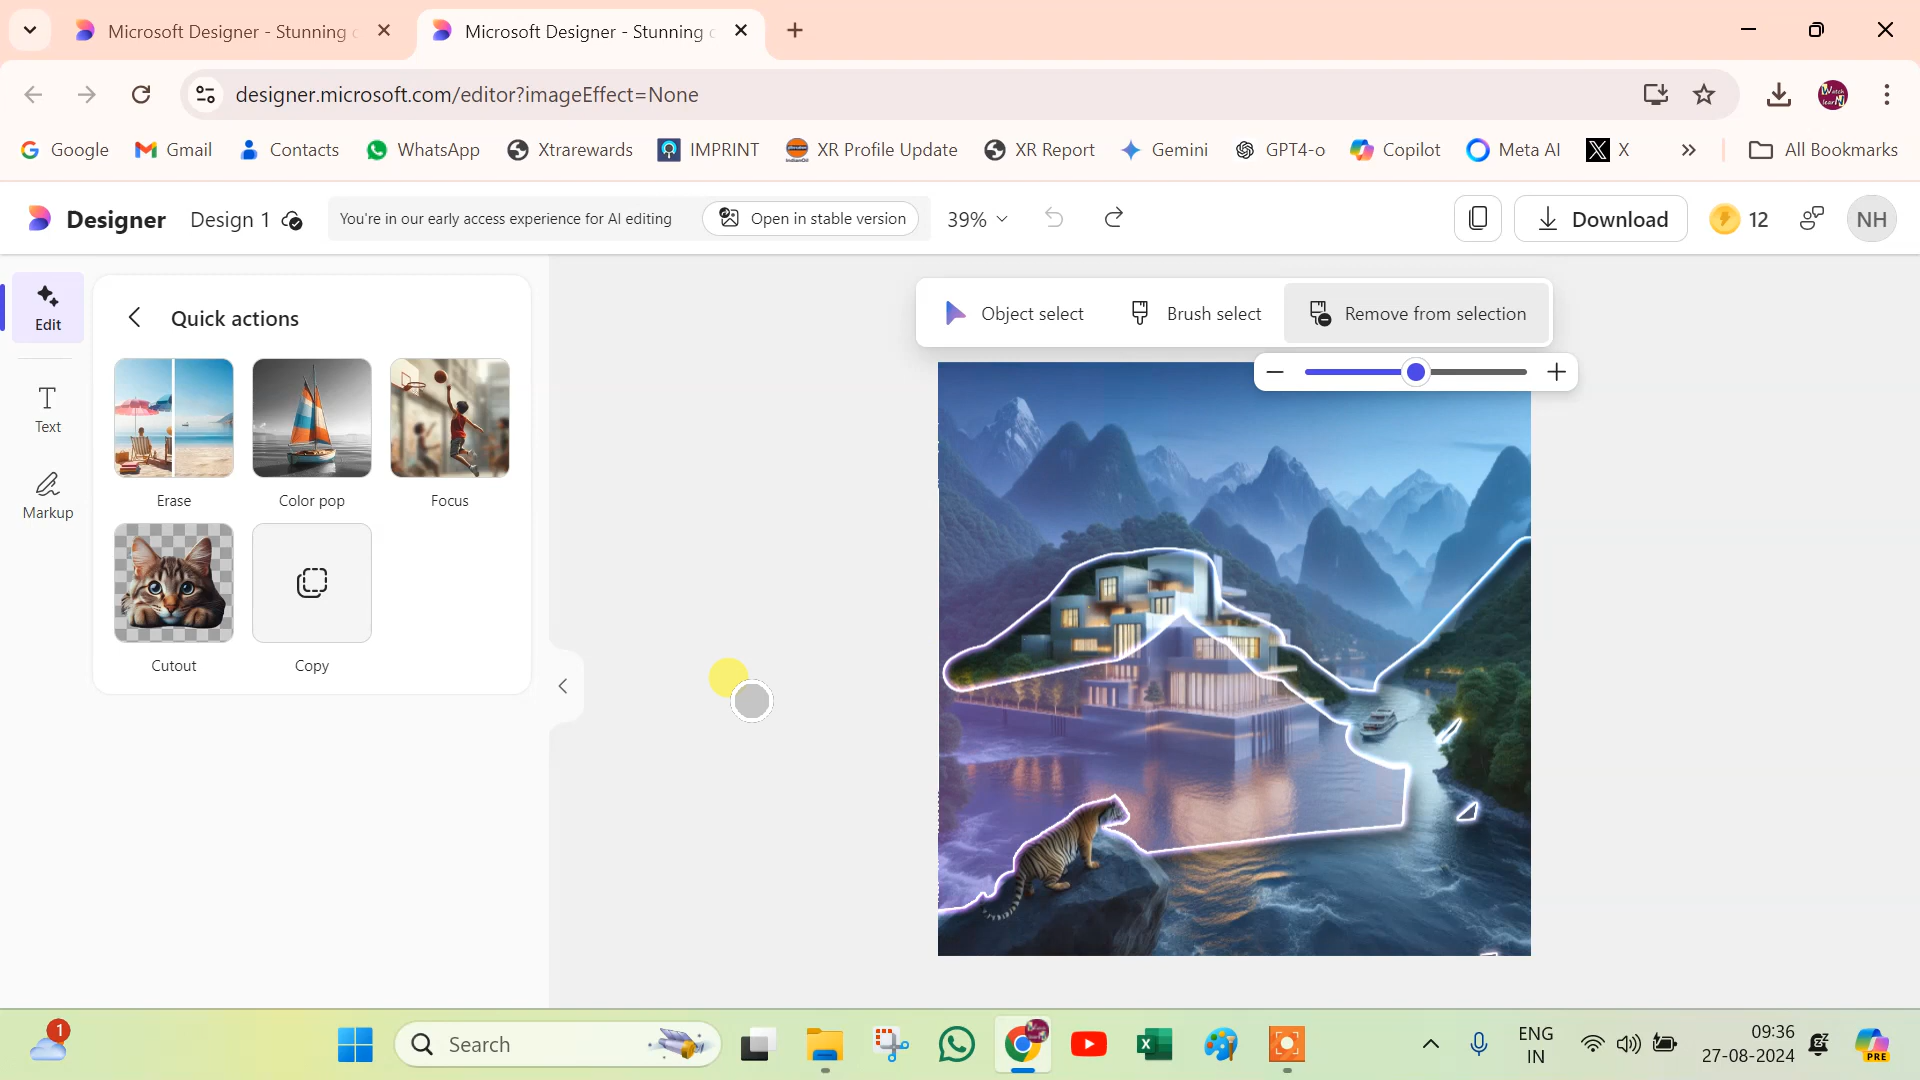 Microsoft Designer - Stunning
Microsoft Designer - Stunning
designer.microsoft.com/editor?imageEffect=None
Google
Gmail
Contacts
WhatsApp
Xtrarewards
IMPRINT
XR Profile Update
XR Report
Gemini
GPT4-o
Copilot
Meta AI
X
All Bookmarks
Designer
Design 1
You're in our early access experience for AI editing
Open in stable version
39%
Download
12
NH
Edit
Text
Markup
Quick actions
Erase
Color pop
Focus
Cutout
Copy
Object select
Brush select
Remove from selection
1
Search
ENG
IN
09:36
27-08-2024
PRE